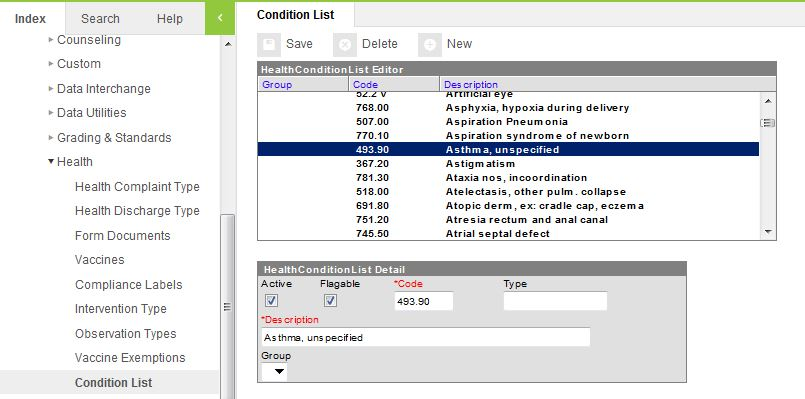 Index Search Help
Counseling
Custom
Data Interchange
Data Utilities
Grading & Standards
Health
Health Complaint Type
Health Discharge Type
Form Documents
Vaccines
Compliance Labels
Intervention Type
Observation Types
Vaccine Exemptions
Condition List
Condition List
Save Delete New
HealthConditionList Editor
Group Code Description
52.2 V Artificial eye
768.00 Asphyxia, hypoxia during delivery
507.00 Aspiration Pneumonia
770.10 Aspiration syndrome of newborn
493.90 Asthma, unspecified
367.20 Astigmatism
781.30 Ataxia nos, incoordination
518.00 Atelectasis, other pulm. collapse
691.80 Atopic derm, ex: cradle cap, eczema
751.20 Atresia rectum and anal canal
745.50 Atrial septal defect
HealthConditionList Detail
Active Flagable *Code Type
493.90
*Description
Asthma, unspecified
Group